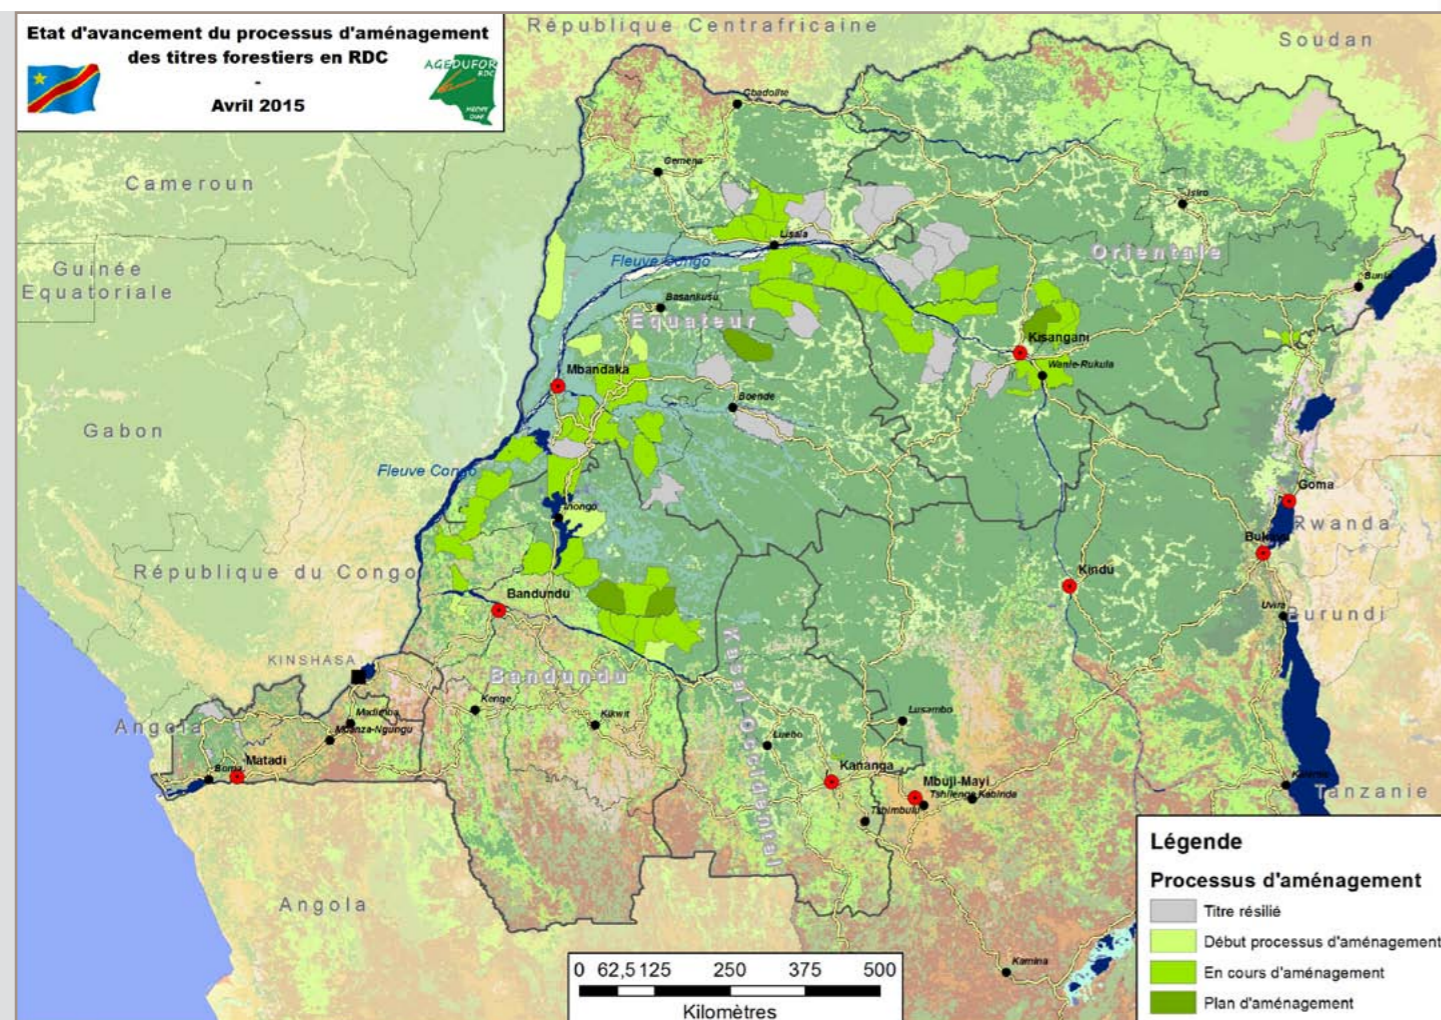 Etat d'avancement du processus d'aménagement
des titres forestiers en RDC
-
Avril 2015
AGEDUFOR
RDC
République Centrafricaine
Soudan
Gbadolite
Cameroun
Gemena
Isiro
Lisala
Orientale
Guinée
Equatoriale
Fleuve Congo
Bunia
Basankusu
Equateur
Kisangani
Wanie-Rukula
Mbandaka
Boende
Gabon
Fleuve Congo
Goma
Inongo
Rwanda
Bukavu
République du Congo
Kindu
Bandundu
Uvira
Burundi
KINSHASA
Bandundu
Kasai Occidental
Kenge
Kikwit
Lusambo
Angola
Madimba
Mbanza-Ngungu
Luebo
Matadi
Boma
Kananga
Mbuji-Mayi
Tshilenge
Kabinda
Tshimbulu
Kalemie
Tanzanie
Angola
Kamina
0 62,5 125 250 375 500
Kilomètres
Légende
Processus d'aménagement
Titre résilié
Début processus d'aménagement
En cours d'aménagement
Plan d'aménagement